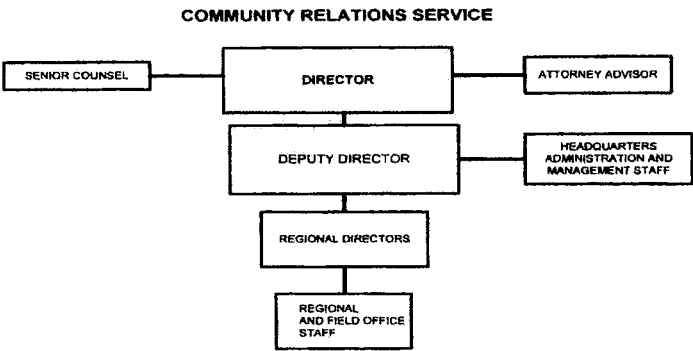 COMMUNITY RELATIONS SERVICE
SENIOR COUNSEL
DIRECTOR
ATTORNEY ADVISOR
DEPUTY DIRECTOR
HEADQUARTERS
ADMINISTRATION AND
MANAGEMENT STAFF
REGIONAL DIRECTORS
REGIONAL
AND FIELD OFFICE
STAFF